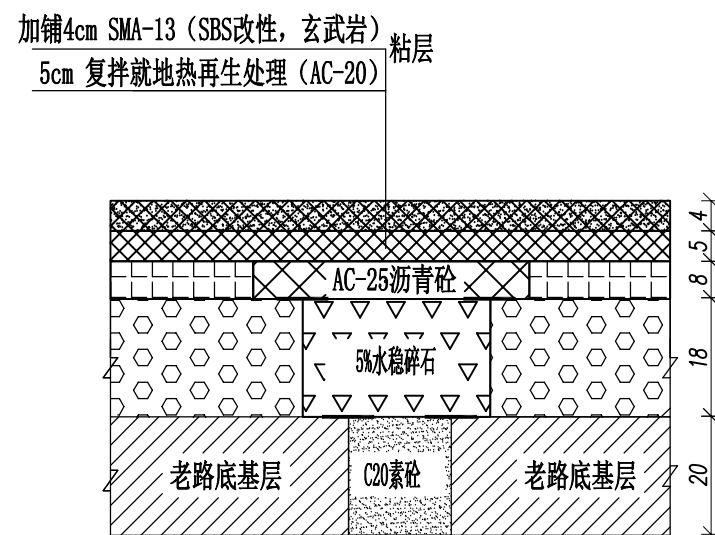 加铺4cm SMA-13（SBS改性，玄武岩）
粘层
5cm 复拌就地热再生处理（AC-20）
4
5
AC-25沥青砼
8
5%水稳碎石
18
老路底基层
C20素砼
老路底基层
20